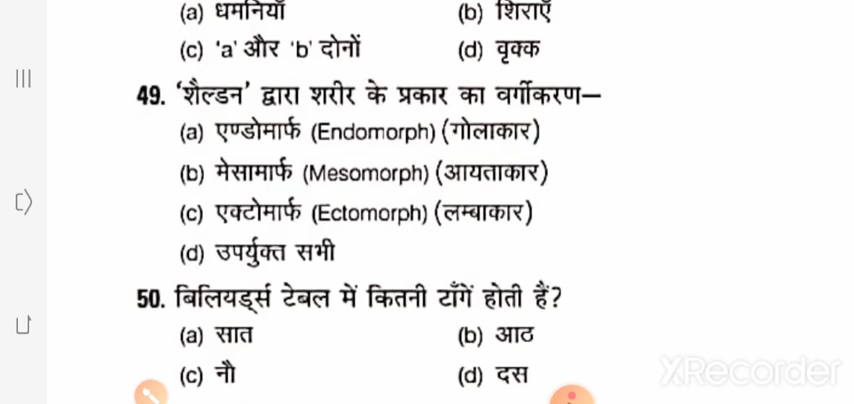 (a) धमनियाँ (b) शिराएँ
(c) 'a' और 'b' दोनों (d) वृक्क
49. 'शैल्डन' द्वारा शरीर के प्रकार का वर्गीकरण—
(a) एण्डोमार्फ (Endomorph) (गोलाकार)
(b) मेसामार्फ (Mesomorph) (आयताकार)
(c) एक्टोमार्फ (Ectomorph) (लम्बाकार)
(d) उपर्युक्त सभी
50. बिलियर्ड्स टेबल में कितनी टाँगें होती हैं?
(a) सात (b) आठ
(c) नौ (d) दस
XRecorder